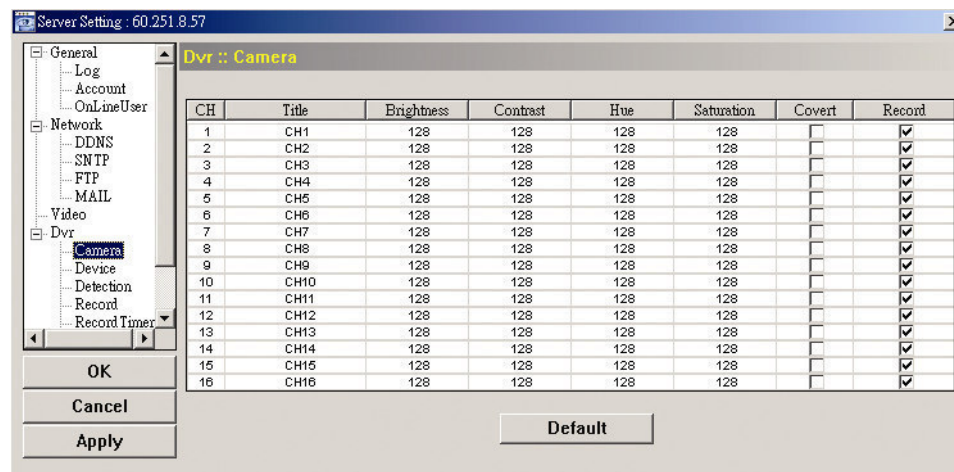 Server Setting : 60.251.8.57
General
Log
Account
OnLineUser
Network
DDNS
SNTP
FTP
MAIL
Video
Dvr
Camera
Device
Detection
Record
Record Timer
OK
Cancel
Apply
Dvr :: Camera
CH Title Brightness Contrast Hue Saturation Covert Record
1 CH1 128 128 128 128
2 CH2 128 128 128 128
3 CH3 128 128 128 128
4 CH4 128 128 128 128
5 CH5 128 128 128 128
6 CH6 128 128 128 128
7 CH7 128 128 128 128
8 CH8 128 128 128 128
9 CH9 128 128 128 128
10 CH10 128 128 128 128
11 CH11 128 128 128 128
12 CH12 128 128 128 128
13 CH13 128 128 128 128
14 CH14 128 128 128 128
15 CH15 128 128 128 128
16 CH16 128 128 128 128
Default